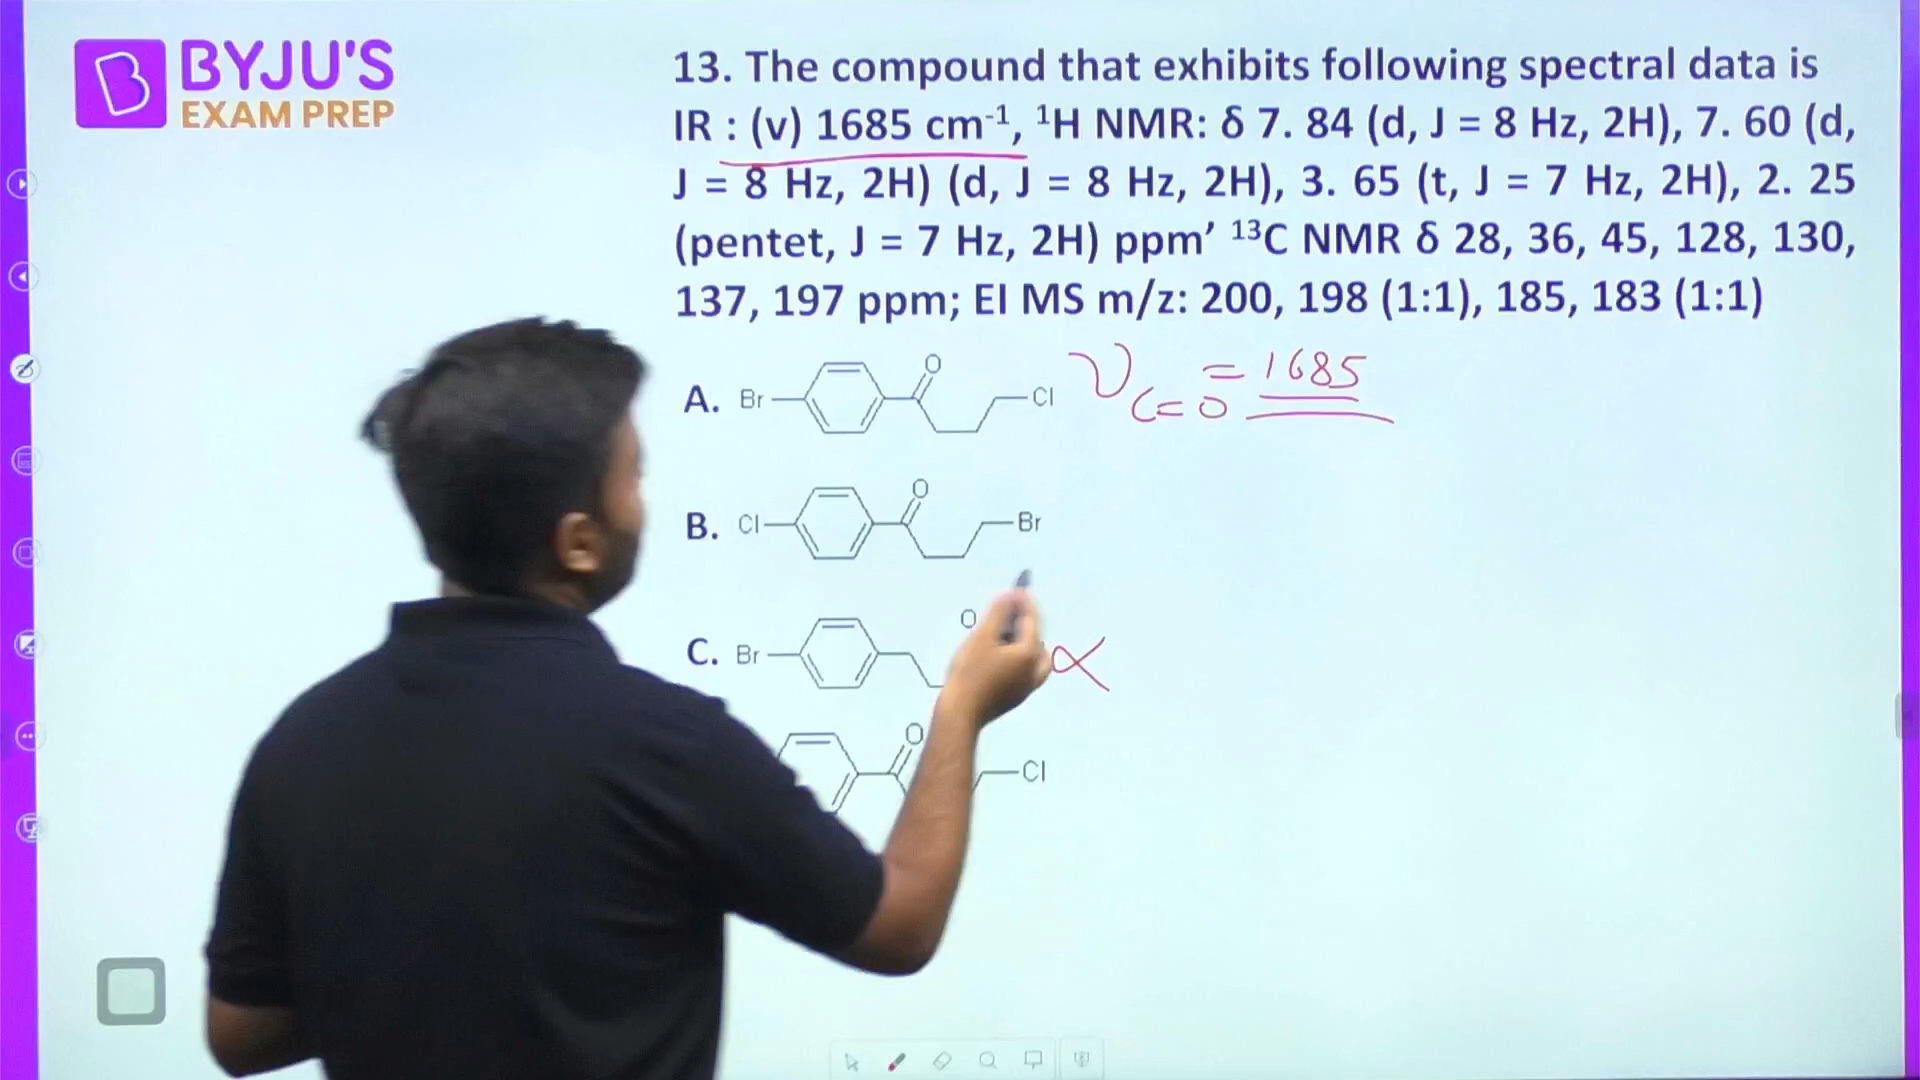 BYJU'S
EXAM PREP
13. The compound that exhibits following spectral data is
IR : (v) 1685 cm⁻¹, ¹H NMR: δ 7. 84 (d, J = 8 Hz, 2H), 7. 60 (d,
J = 8 Hz, 2H) (d, J = 8 Hz, 2H), 3. 65 (t, J = 7 Hz, 2H), 2. 25
(pentet, J = 7 Hz, 2H) ppm’ ¹³C NMR δ 28, 36, 45, 128, 130,
137, 197 ppm; EI MS m/z: 200, 198 (1:1), 185, 183 (1:1)
A. Br O Cl
ν C=O = 1685
B. Cl O Br
C. Br O
O Cl